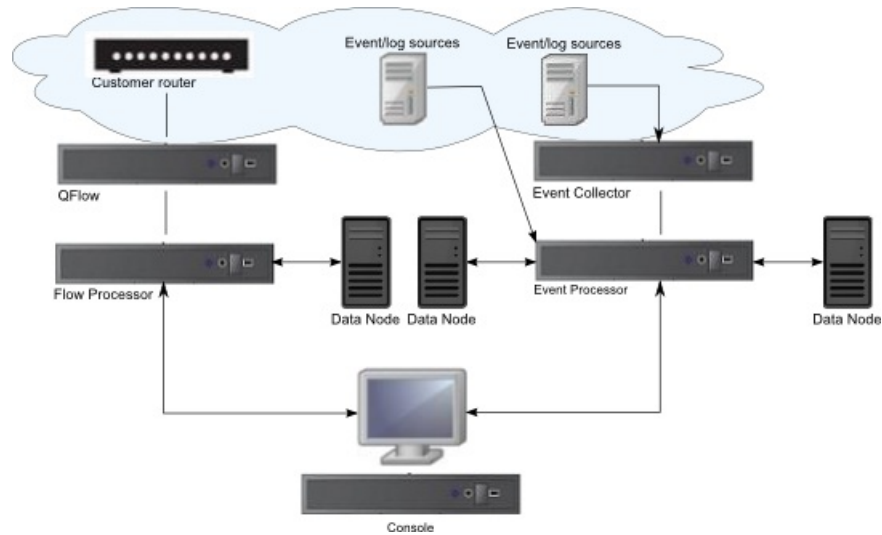 Event/log sources
Event/log sources
Customer router
QFlow
Event Collector
Flow Processor
Data Node
Data Node
Event Processor
Data Node
Console